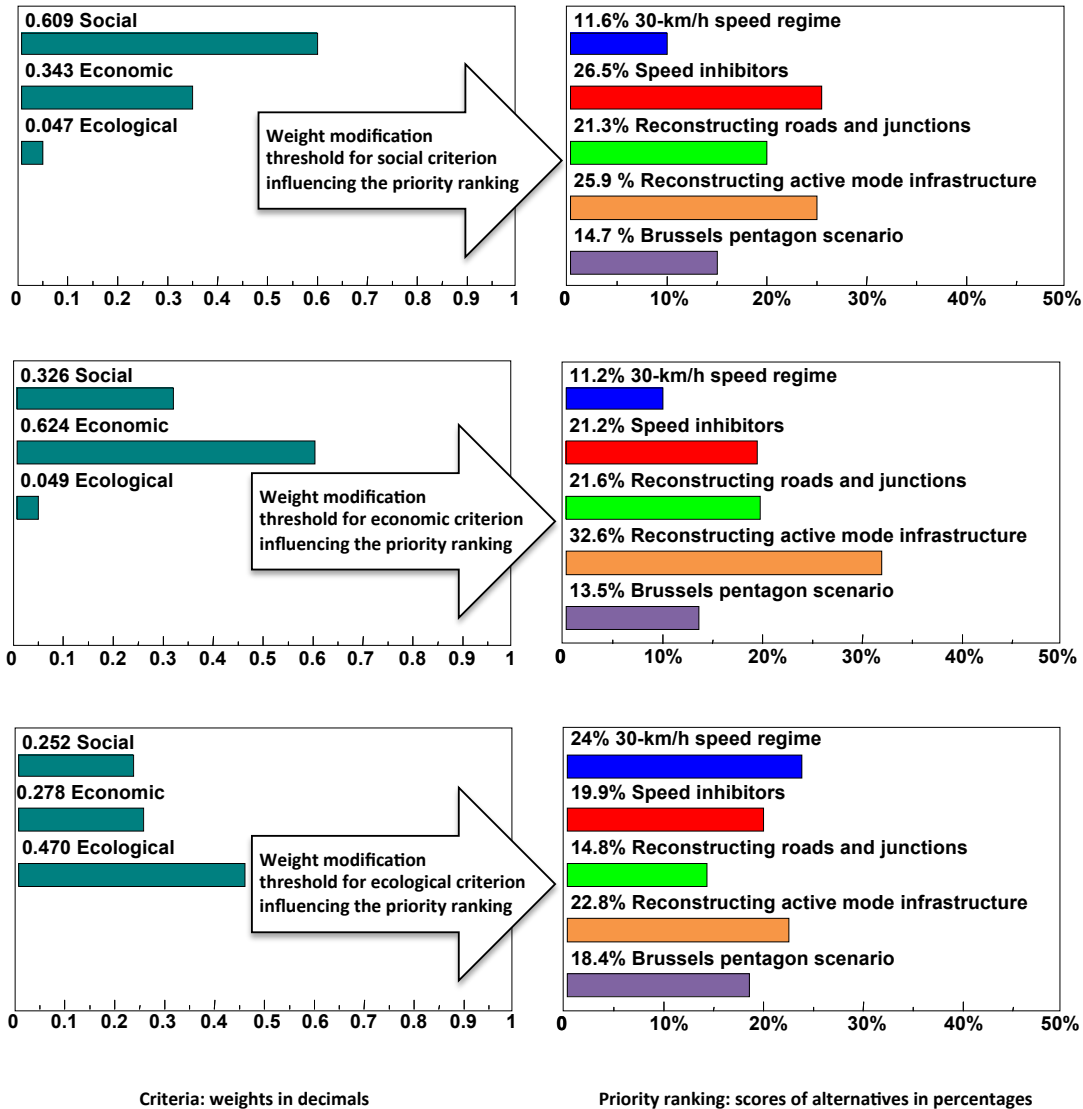 0.609 Social
0.343 Economic
0.047 Ecological
Weight modification
threshold for social criterion
influencing the priority ranking
0 0.1 0.2 0.3 0.4 0.5 0.6 0.7 0.8 0.9 1
11.6% 30-km/h speed regime
26.5% Speed inhibitors
21.3% Reconstructing roads and junctions
25.9 % Reconstructing active mode infrastructure
14.7 % Brussels pentagon scenario
0 10% 20% 30% 40% 50%
0.326 Social
0.624 Economic
0.049 Ecological
Weight modification
threshold for economic criterion
influencing the priority ranking
0 0.1 0.2 0.3 0.4 0.5 0.6 0.7 0.8 0.9 1
11.2% 30-km/h speed regime
21.2% Speed inhibitors
21.6% Reconstructing roads and junctions
32.6% Reconstructing active mode infrastructure
13.5% Brussels pentagon scenario
0 10% 20% 30% 40% 50%
0.252 Social
0.278 Economic
0.470 Ecological
Weight modification
threshold for ecological criterion
influencing the priority ranking
0 0.1 0.2 0.3 0.4 0.5 0.6 0.7 0.8 0.9 1
24% 30-km/h speed regime
19.9% Speed inhibitors
14.8% Reconstructing roads and junctions
22.8% Reconstructing active mode infrastructure
18.4% Brussels pentagon scenario
0 10% 20% 30% 40% 50%
Criteria: weights in decimals
Priority ranking: scores of alternatives in percentages